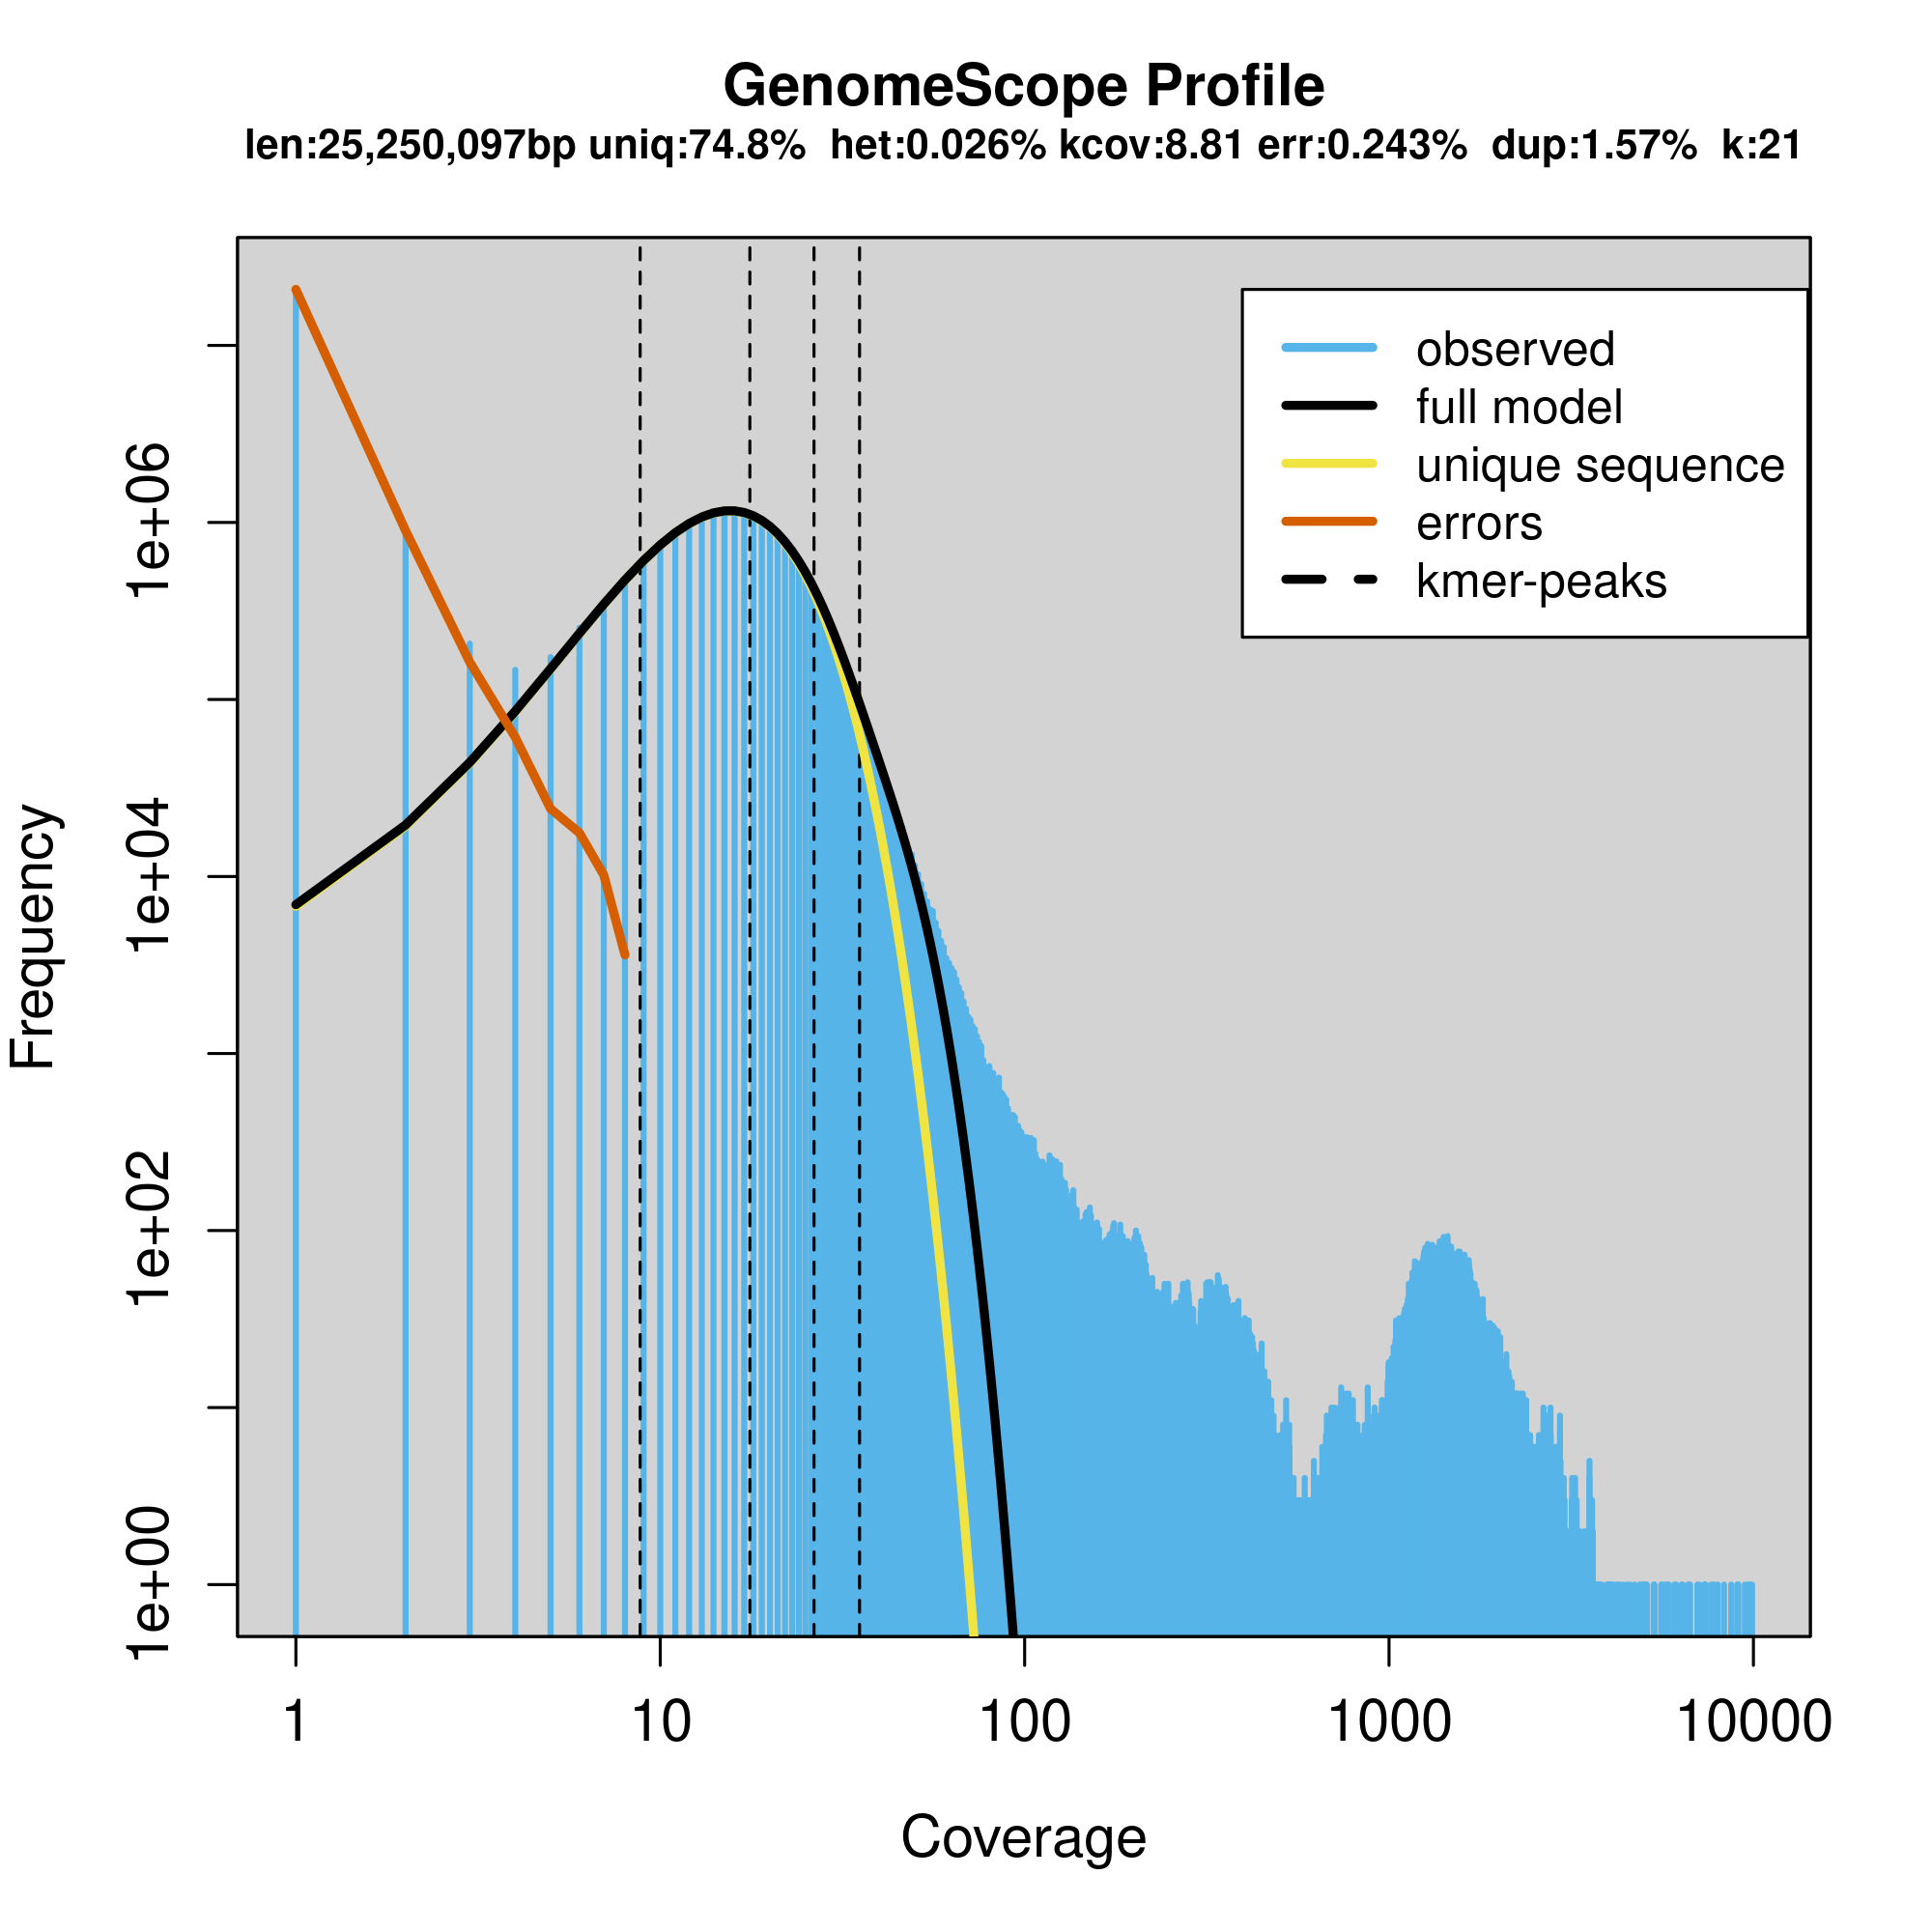 GenomeScope Profile
len:25,250,097bp uniq:74.8% het:0.026% kcov:8.81 err:0.243% dup:1.57% k:21
observed
full model
unique sequence
errors
kmer-peaks
Frequency
1e+06
1e+04
1e+02
1e+00
1 10 100 1000 10000
Coverage